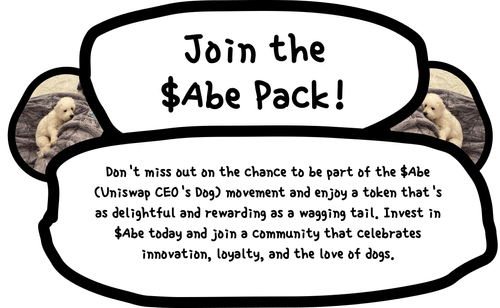 Join the
$Abe Pack!
Don't miss out on the chance to be part of the $Abe
(Uniswap CEO's Dog) movement and enjoy a token that's
as delightful and rewarding as a wagging tail. Invest in
$Abe today and join a community that celebrates
innovation, loyalty, and the love of dogs.